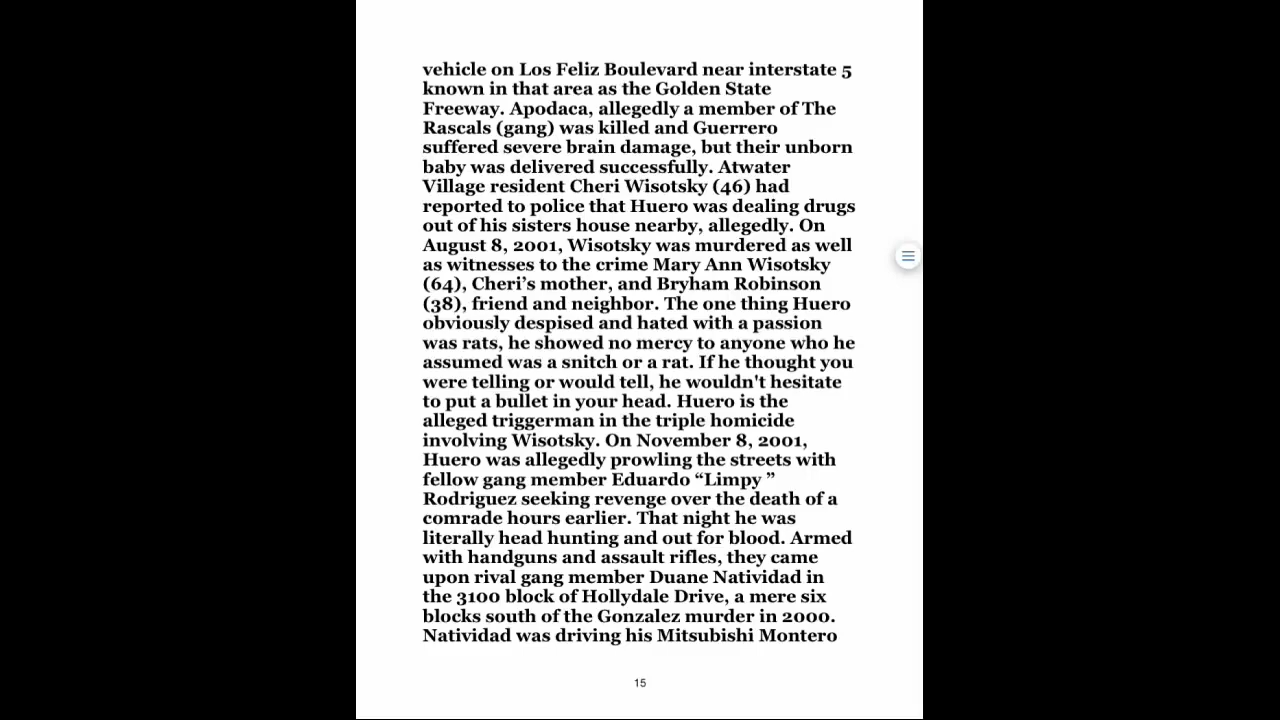 vehicle on Los Feliz Boulevard near interstate 5
known in that area as the Golden State
Freeway. Apodaca, allegedly a member of The
Rascals (gang) was killed and Guerrero
suffered severe brain damage, but their unborn
baby was delivered successfully. Atwater
Village resident Cheri Wisotsky (46) had
reported to police that Huero was dealing drugs
out of his sisters house nearby, allegedly. On
August 8, 2001, Wisotsky was murdered as well
as witnesses to the crime Mary Ann Wisotsky
(64), Cheri’s mother, and Bryham Robinson
(38), friend and neighbor. The one thing Huero
obviously despised and hated with a passion
was rats, he showed no mercy to anyone who he
assumed was a snitch or a rat. If he thought you
were telling or would tell, he wouldn't hesitate
to put a bullet in your head. Huero is the
alleged triggerman in the triple homicide
involving Wisotsky. On November 8, 2001,
Huero was allegedly prowling the streets with
fellow gang member Eduardo “Limpy ”
Rodriguez seeking revenge over the death of a
comrade hours earlier. That night he was
literally head hunting and out for blood. Armed
with handguns and assault rifles, they came
upon rival gang member Duane Natividad in
the 3100 block of Hollydale Drive, a mere six
blocks south of the Gonzalez murder in 2000.
Natividad was driving his Mitsubishi Montero
15